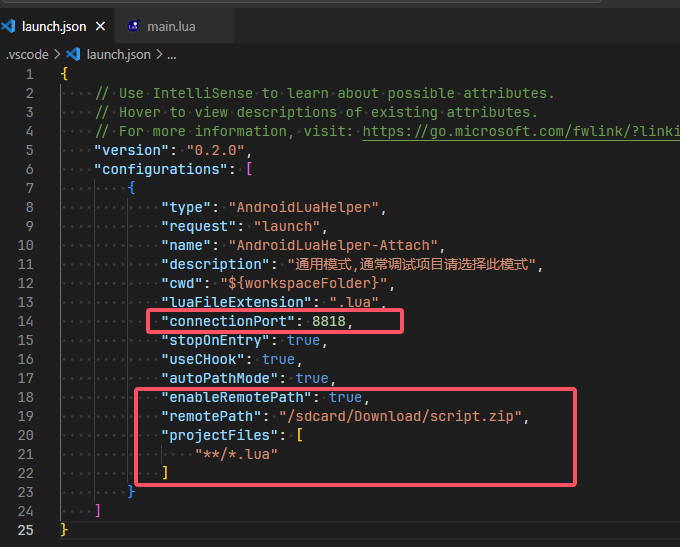 launch.json × main.lua
.vscode > launch.json > ...
1 {
2 // Use IntelliSense to learn about possible attributes.
3 // Hover to view descriptions of existing attributes.
4 // For more information, visit: https://go.microsoft.com/fwlink/?linki
5 "version": "0.2.0",
6 "configurations": [
7 {
8 "type": "AndroidLuaHelper",
9 "request": "launch",
10 "name": "AndroidLuaHelper-Attach",
11 "description": "通用模式,通常调试项目请选择此模式",
12 "cwd": "${workspaceFolder}",
13 "luaFileExtension": ".lua",
14 "connectionPort": 8818,
15 "stopOnEntry": true,
16 "useCHook": true,
17 "autoPathMode": true,
18 "enableRemotePath": true,
19 "remotePath": "/sdcard/Download/script.zip",
20 "projectFiles": [
21 "**/*.lua"
22 ]
23 }
24 ]
25 }